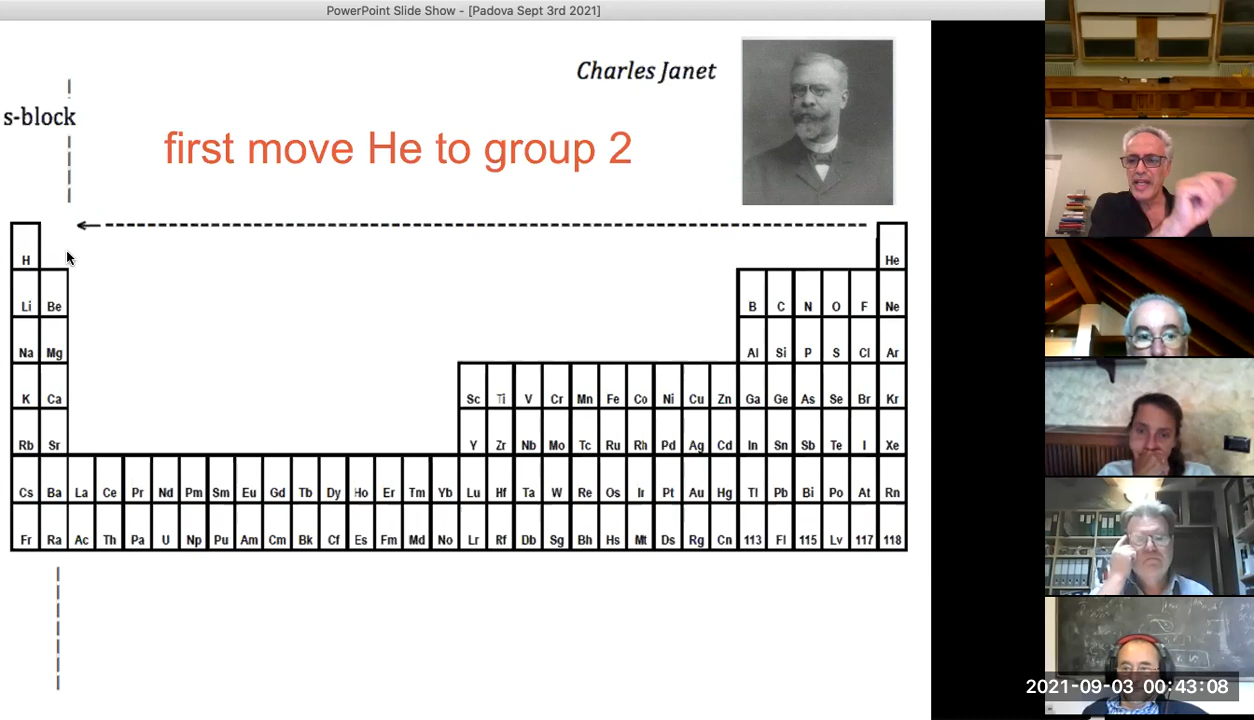 PowerPoint Slide Show - [Padova Sept 3rd 2021]
Charles Janet
s-block
first move He to group 2
H He
Li Be B C N O F Ne
Na Mg Al Si P S Cl Ar
K Ca Sc Ti V Cr Mn Fe Co Ni Cu Zn Ga Ge As Se Br Kr
Rb Sr Y Zr Nb Mo Tc Ru Rh Pd Ag Cd In Sn Sb Te I Xe
Cs Ba La Ce Pr Nd Pm Sm Eu Gd Tb Dy Ho Er Tm Yb Lu Hf Ta W Re Os Ir Pt Au Hg Tl Pb Bi Po At Rn
Fr Ra Ac Th Pa U Np Pu Am Cm Bk Cf Es Fm Md No Lr Rf Db Sg Bh Hs Mt Ds Rg Cn 113 Fl 115 Lv 117 118
2021-09-03 00:43:08